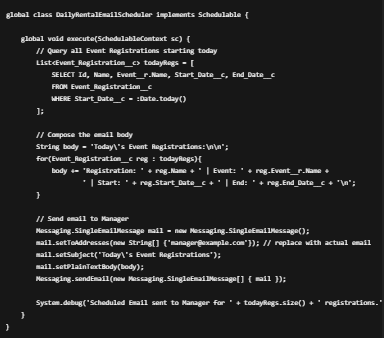 global class DailyRentalEmailScheduler implements Schedulable {
global void execute(SchedulableContext sc) {
// Query all Event Registrations starting today
List<Event_Registration__c> todayRegs = [
SELECT Id, Name, Event__r.Name, Start_Date__c, End_Date__c
FROM Event_Registration__c
WHERE Start_Date__c = :Date.today()
];
// Compose the email body
String body = 'Today\'s Event Registrations:\n\n';
for(Event_Registration__c reg : todayRegs){
body += 'Registration: ' + reg.Name + ' | Event: ' + reg.Event__r.Name +
' | Start: ' + reg.Start_Date__c + ' | End: ' + reg.End_Date__c + '\n';
}
// Send email to Manager
Messaging.SingleEmailMessage mail = new Messaging.SingleEmailMessage();
mail.setToAddresses(new String[] {'manager@example.com'}); // replace with actual email
mail.setSubject('Today\'s Event Registrations');
mail.setPlainTextBody(body);
Messaging.sendEmail(new Messaging.SingleEmailMessage[] { mail });
System.debug('Scheduled Email sent to Manager for ' + todayRegs.size() + ' registrations.'
}
}